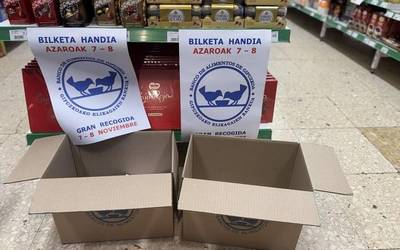 BILKETA HANDIA
AZAROAK 7 - 8
BANCO DE ALIMENTOS DE GIPUZKOA
GIPUZKOAKO ELIKAGAIEN BANKUA
GRAN RECOGIDA
7 - 8 NOVIEMBRE
BILKETA HANDIA
AZAROAK 7 - 8
BANCO DE ALIMENTOS DE GIPUZKOA
GIPUZKOAKO ELIKAGAIEN BANKUA